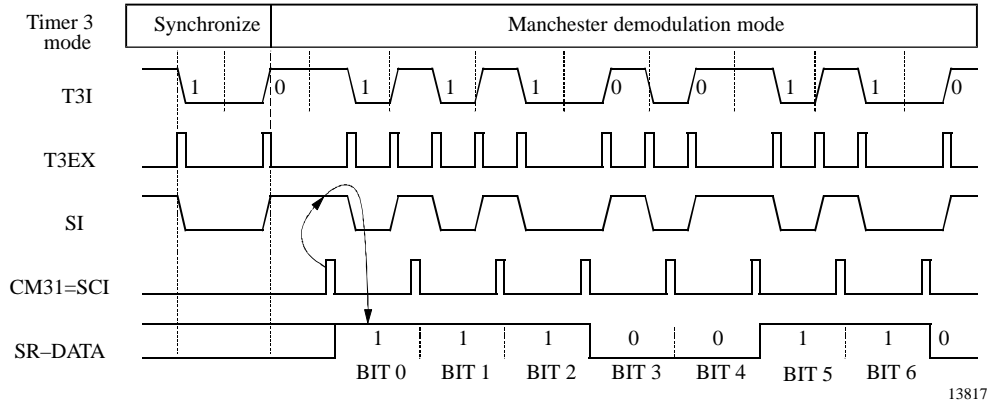 Timer 3 mode Synchronize Manchester demodulation mode
T3I 1 0 1 1 1 0 0 1 1 0
T3EX
SI
CM31=SCI
SR–DATA 1 1 1 0 0 1 1 0
BIT 0 BIT 1 BIT 2 BIT 3 BIT 4 BIT 5 BIT 6
13817